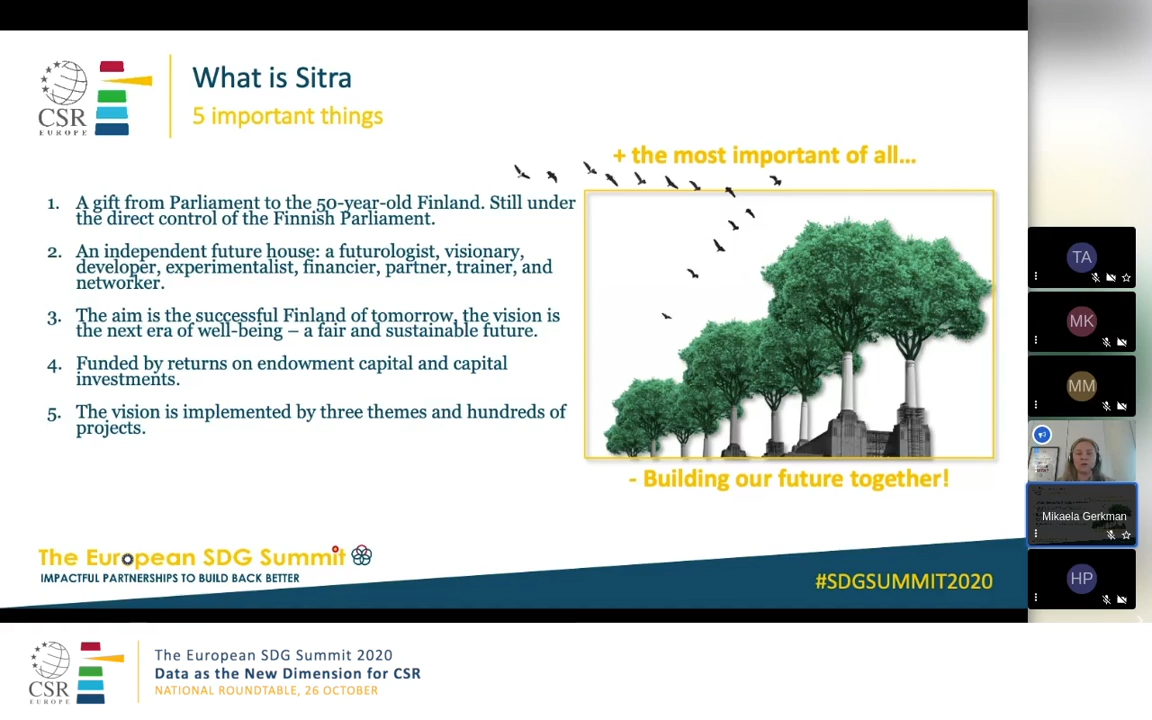 CSR
EUROPE
What is Sitra
5 important things
+ the most important of all...
1. A gift from Parliament to the 50-year-old Finland. Still under
the direct control of the Finnish Parliament.
2. An independent future house: a futurologist, visionary,
developer, experimentalist, financier, partner, trainer, and
networker.
3. The aim is the successful Finland of tomorrow, the vision is
the next era of well-being – a fair and sustainable future.
4. Funded by returns on endowment capital and capital
investments.
5. The vision is implemented by three themes and hundreds of
projects.
- Building our future together!
The European SDG Summit
IMPACTFUL PARTNERSHIPS TO BUILD BACK BETTER
#SDGSUMMIT2020
TA
MK
MM
Mikaela Gerkman
HP
CSR
EUROPE
The European SDG Summit 2020
Data as the New Dimension for CSR
NATIONAL ROUNDTABLE, 26 OCTOBER